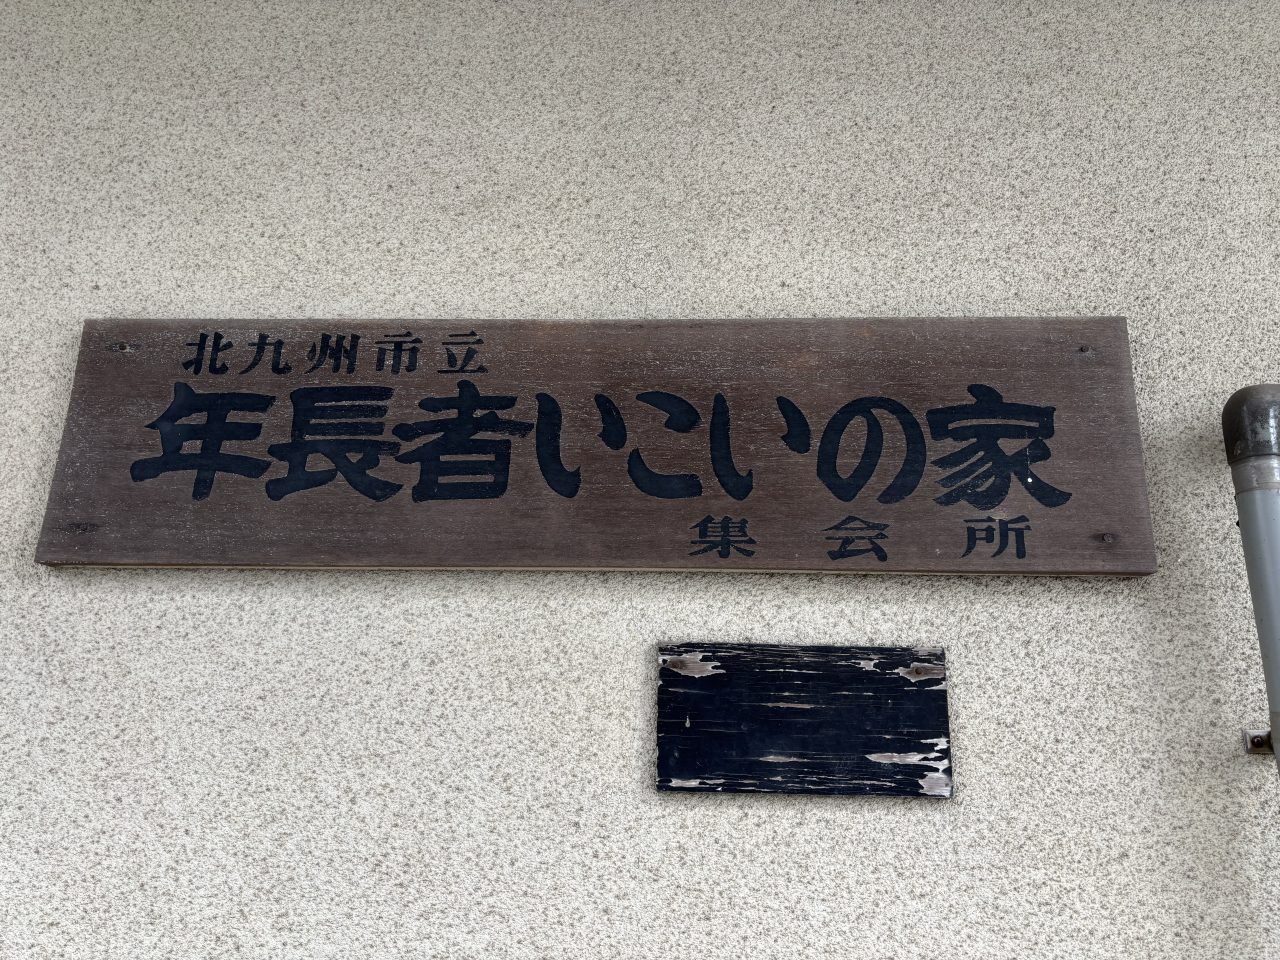 北九州市立
年長者いこいの家
集会所